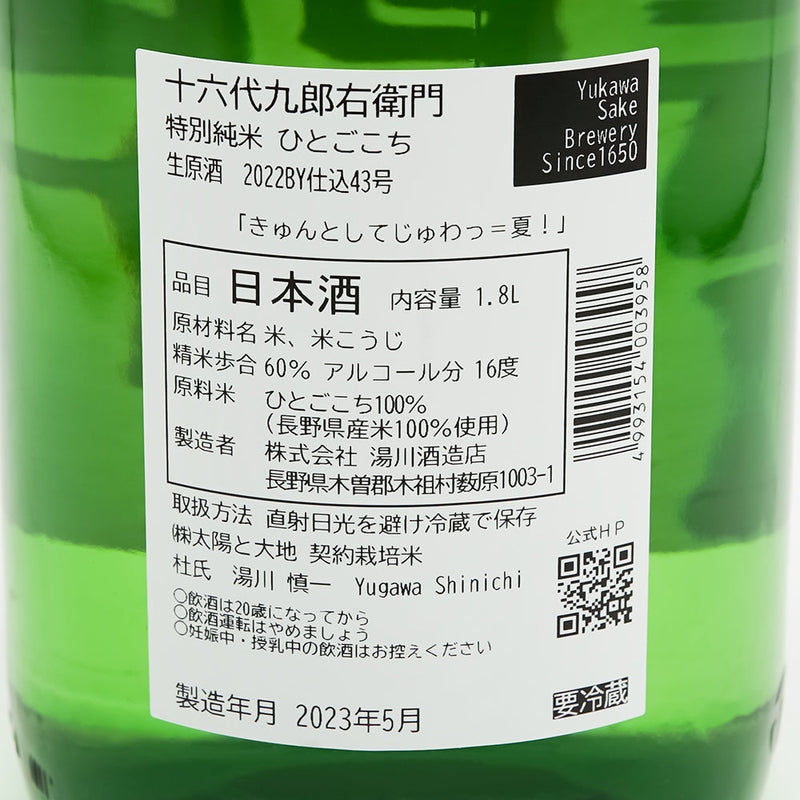 十六代九郎右衛門
特別純米 ひとごこち
生原酒 2022BY仕込43号
Yukawa
Sake
Brewery
Since1650
「きゅんとしてじゅわっ＝夏！」
品目 日本酒 内容量 1.8L
原材料名 米、米こうじ
精米歩合 60% アルコール分 16度
原料米 ひとごこち100%
（長野県産米100%使用）
製造者 株式会社 湯川酒造店
長野県木曽郡木祖村薮原1003-1
4 993154 003958
取扱方法 直射日光を避け冷蔵で保存
㈱太陽と大地 契約栽培米
杜氏 湯川 慎一 Yugawa Shinichi
公式ＨＰ
○飲酒は20歳になってから
○飲酒運転はやめましょう
○妊娠中・授乳中の飲酒はお控えください
製造年月 2023年5月
要冷蔵